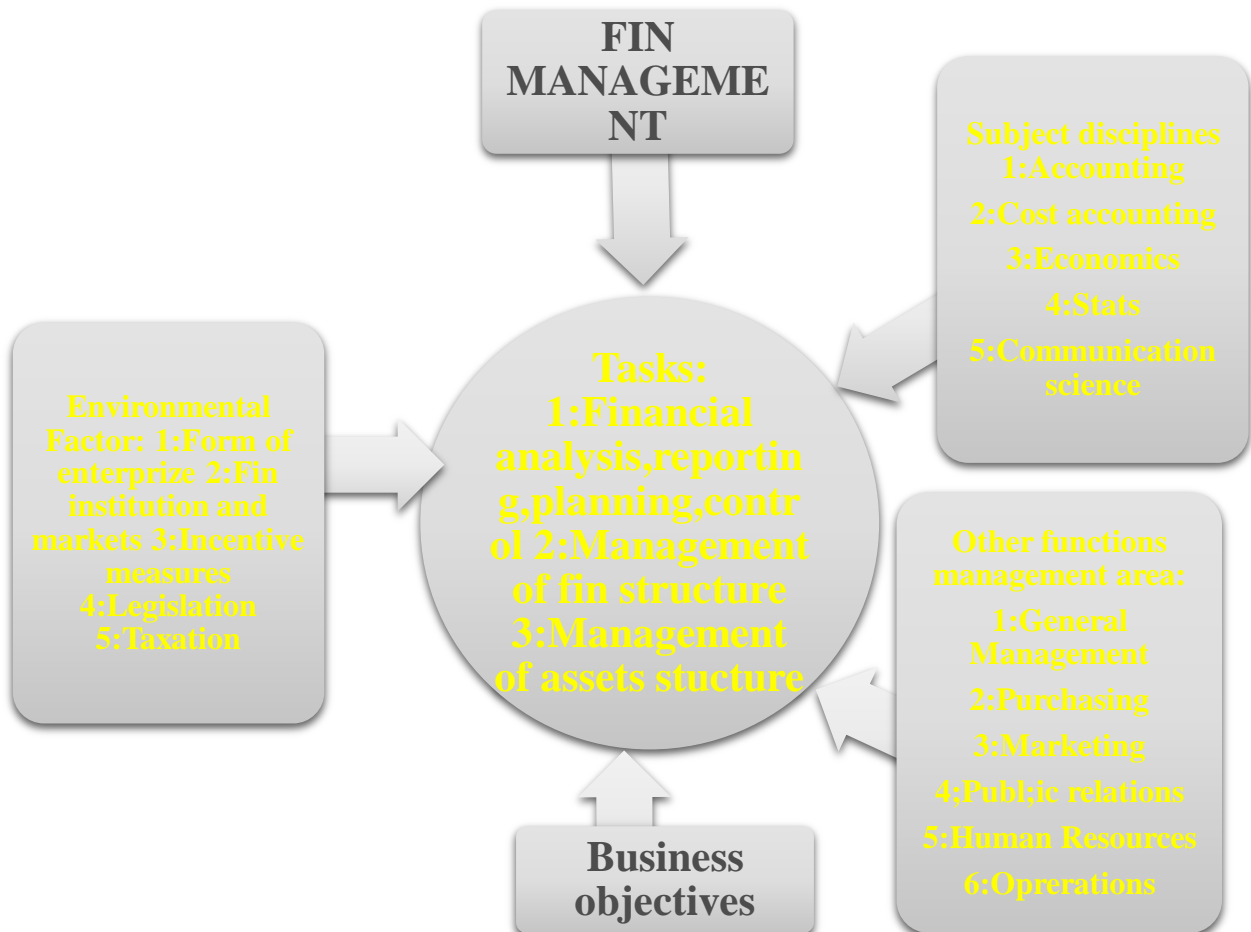 FIN
MANAGEME
NT
Subject disciplines
1:Accounting
2:Cost accounting
3:Economics
4:Stats
5:Communication
science
Environmental
Factor: 1:Form of
enterprize 2:Fin
institution and
markets 3:Incentive
measures
4:Legislation
5:Taxation
Tasks:
1:Financial
analysis,reportin
g,planning,contr
ol 2:Management
of fin structure
3:Management
of assets stucture
Other functions
management area:
1:General
Management
2:Purchasing
3:Marketing
4;Publ;ic relations
5:Human Resources
6:Oprerations
Business
objectives